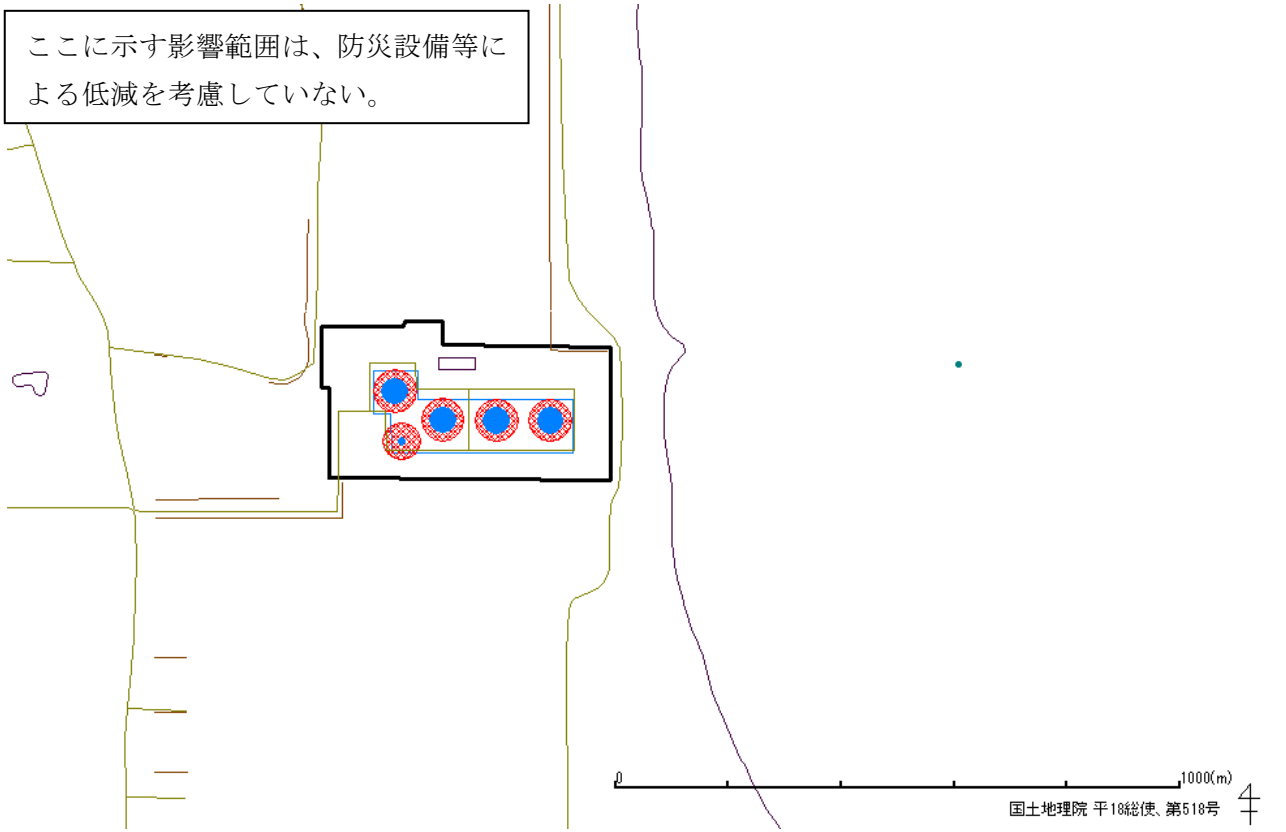 ここに示す影響範囲は、防災設備等に
よる低減を考慮していない。
0
1000(m)
国土地理院 平18総使、第518号